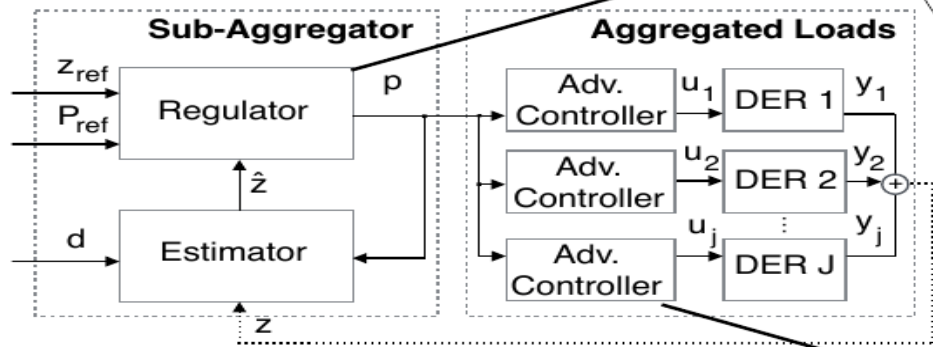 Sub-Aggregator
z_ref
P_ref
Regulator
p
ẑ
d
Estimator
z
Aggregated Loads
Adv.
Controller
u_1
DER 1
y_1
Adv.
Controller
u_2
DER 2
y_2
+
⋮
Adv.
Controller
u_j
DER J
y_j